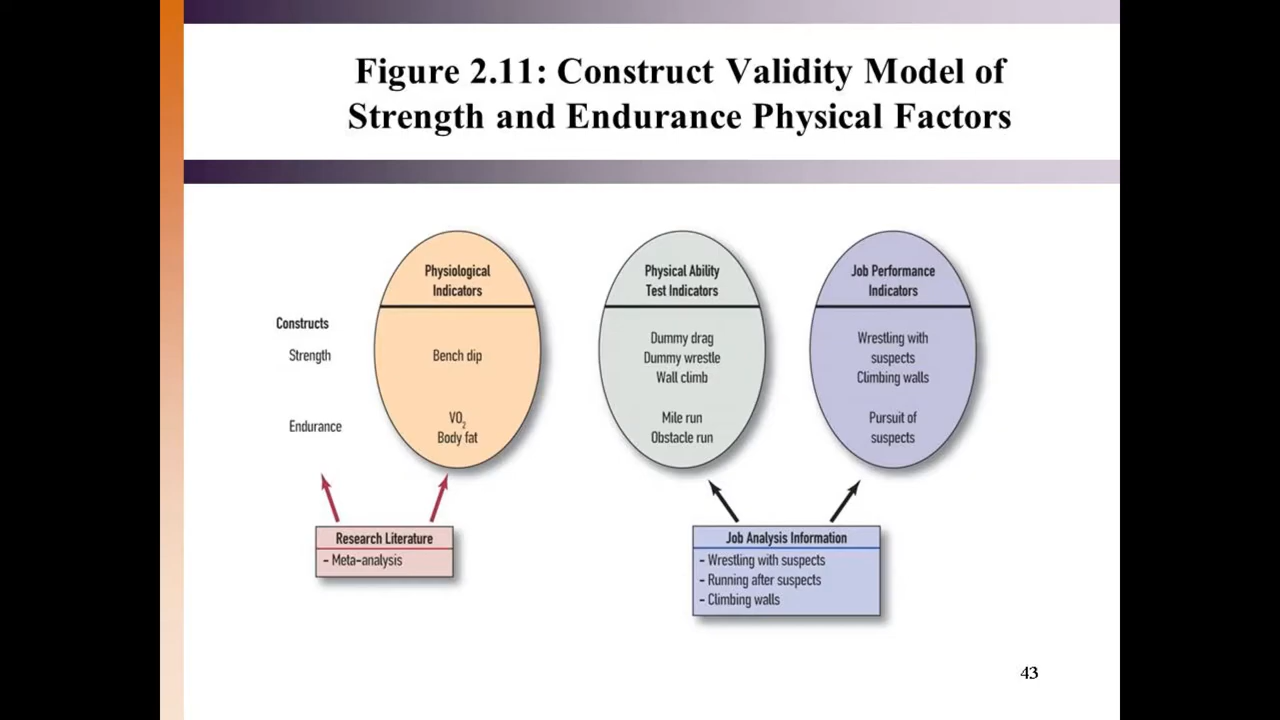 Figure 2.11: Construct Validity Model of
Strength and Endurance Physical Factors
Constructs
Strength
Endurance
Physiological
Indicators
Bench dip
VO2
Body fat
Physical Ability
Test Indicators
Dummy drag
Dummy wrestle
Wall climb
Mile run
Obstacle run
Job Performance
Indicators
Wrestling with
suspects
Climbing walls
Pursuit of
suspects
Research Literature
- Meta-analysis
Job Analysis Information
- Wrestling with suspects
- Running after suspects
- Climbing walls
43